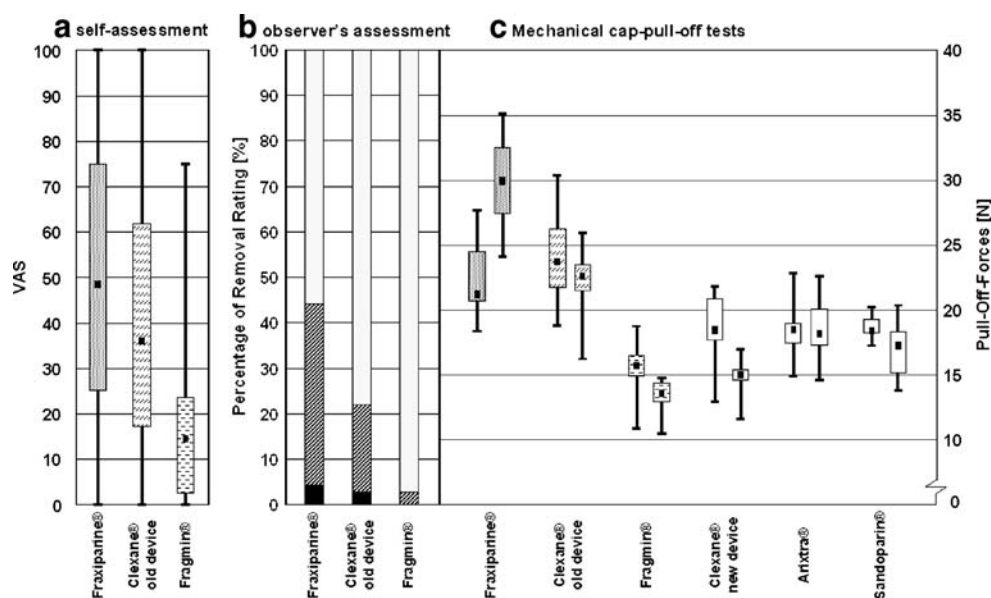 a self-assessment
b observer's assessment
c Mechanical cap-pull-off tests
VAS
100
90
80
70
60
50
40
30
20
10
0
Fraxiparine®
Clexane®
old device
Fragmin®
Percentage of Removal Rating [%]
100
90
80
70
60
50
40
30
20
10
0
Fraxiparine®
Clexane®
old device
Fragmin®
40
35
30
25
20
15
10
0
Pull-Off-Forces [N]
Fraxiparine®
Clexane®
old device
Fragmin®
Clexane®
new device
Arixtra®
Sandoparin®